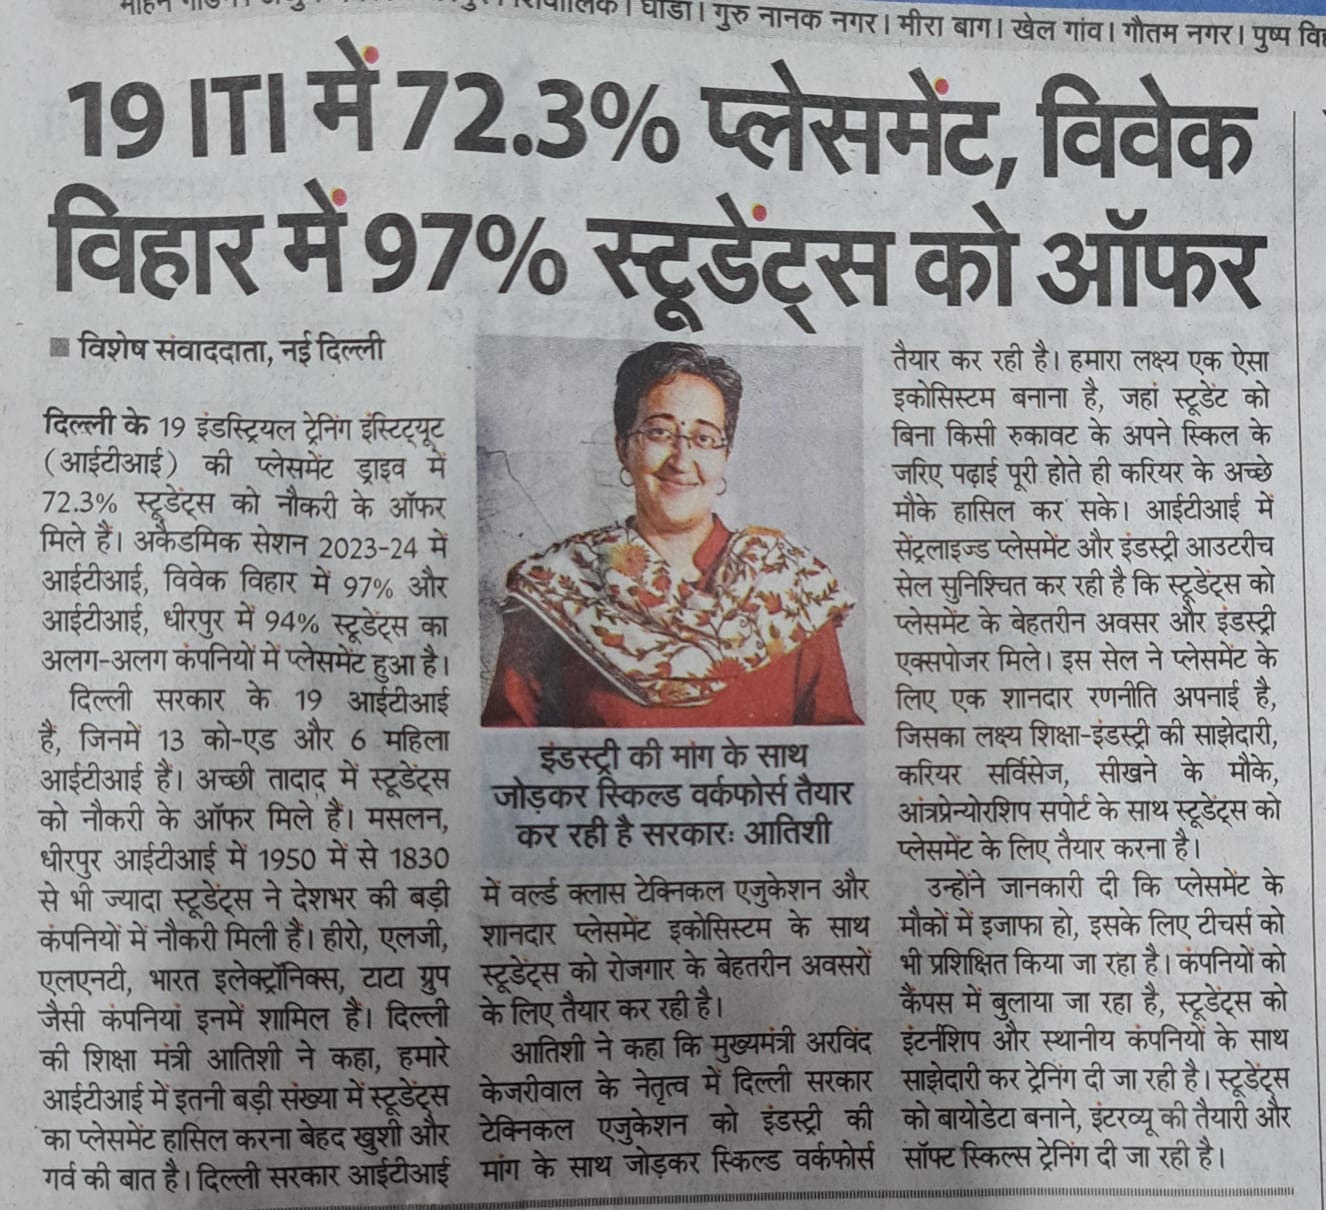 घोंडा। गुरु नानक नगर। मीरा बाग। खेल गांव। गौतम नगर। पुष्प
19 ITI में 72.3% प्लेसमेंट, विवेक
विहार में 97% स्टूडेंट्स को ऑफर
विशेष संवाददाता, नई दिल्ली
दिल्ली के 19 इंडस्ट्रियल ट्रेनिंग इंस्टिट्यूट
(आईटीआई) की प्लेसमेंट ड्राइव में
72.3% स्टूडेंट्स को नौकरी के ऑफर
मिले हैं। अकैडमिक सेशन 2023-24 में
आईटीआई, विवेक विहार में 97% और
आईटीआई, धीरपुर में 94% स्टूडेंट्स का
अलग-अलग कंपनियों में प्लेसमेंट हुआ है।
दिल्ली सरकार के 19 आईटीआई
हैं, जिनमें 13 को-एड और 6 महिला
आईटीआई हैं। अच्छी तादाद में स्टूडेंट्स
को नौकरी के ऑफर मिले हैं। मसलन,
धीरपुर आईटीआई में 1950 में से 1830
से भी ज्यादा स्टूडेंट्स ने देशभर की बड़ी
कंपनियों में नौकरी मिली हैं। हीरो, एलजी,
एलएनटी, भारत इलेक्ट्रॉनिक्स, टाटा ग्रुप
जैसी कंपनियां इनमें शामिल हैं। दिल्ली
की शिक्षा मंत्री आतिशी ने कहा, हमारे
आईटीआई में इतनी बड़ी संख्या में स्टूडेंट्स
का प्लेसमेंट हासिल करना बेहद खुशी और
गर्व की बात है। दिल्ली सरकार आईटीआई
इंडस्ट्री की मांग के साथ
जोड़कर स्किल्ड वर्कफोर्स तैयार
कर रही है सरकारः आतिशी
में वर्ल्ड क्लास टेक्निकल एजुकेशन और
शानदार प्लेसमेंट इकोसिस्टम के साथ
स्टूडेंट्स को रोजगार के बेहतरीन अवसरों
के लिए तैयार कर रही है।
आतिशी ने कहा कि मुख्यमंत्री अरविंद
केजरीवाल के नेतृत्व में दिल्ली सरकार
टेक्निकल एजुकेशन को इंडस्ट्री की
मांग के साथ जोड़कर स्किल्ड वर्कफोर्स
तैयार कर रही है। हमारा लक्ष्य एक ऐसा
इकोसिस्टम बनाना है, जहां स्टूडेंट को
बिना किसी रुकावट के अपने स्किल के
जरिए पढ़ाई पूरी होते ही करियर के अच्छे
मौके हासिल कर सके। आईटीआई में
सेंट्रलाइज्ड प्लेसमेंट और इंडस्ट्री आउटरीच
सेल सुनिश्चित कर रही है कि स्टूडेंट्स को
प्लेसमेंट के बेहतरीन अवसर और इंडस्ट्री
एक्सपोजर मिले। इस सेल ने प्लेसमेंट के
लिए एक शानदार रणनीति अपनाई है,
जिसका लक्ष्य शिक्षा-इंडस्ट्री की साझेदारी,
करियर सर्विसेज, सीखने के मौके,
आंत्रप्रेन्योरशिप सपोर्ट के साथ स्टूडेंट्स को
प्लेसमेंट के लिए तैयार करना है।
उन्होंने जानकारी दी कि प्लेसमेंट के
मौकों में इजाफा हो, इसके लिए टीचर्स को
भी प्रशिक्षित किया जा रहा है। कंपनियों को
कैंपस में बुलाया जा रहा है, स्टूडेंट्स को
इंटर्नशिप और स्थानीय कंपनियों के साथ
साझेदारी कर ट्रेनिंग दी जा रही है। स्टूडेंट्स
को बायोडेटा बनाने, इंटरव्यू की तैयारी और
सॉफ्ट स्किल्स ट्रेनिंग दी जा रही है।